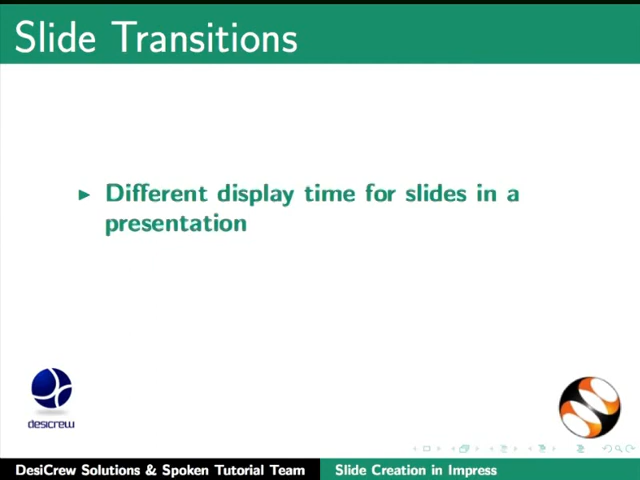 Slide Transitions
Different display time for slides in a
presentation
desicrew
DesiCrew Solutions & Spoken Tutorial Team
Slide Creation in Impress